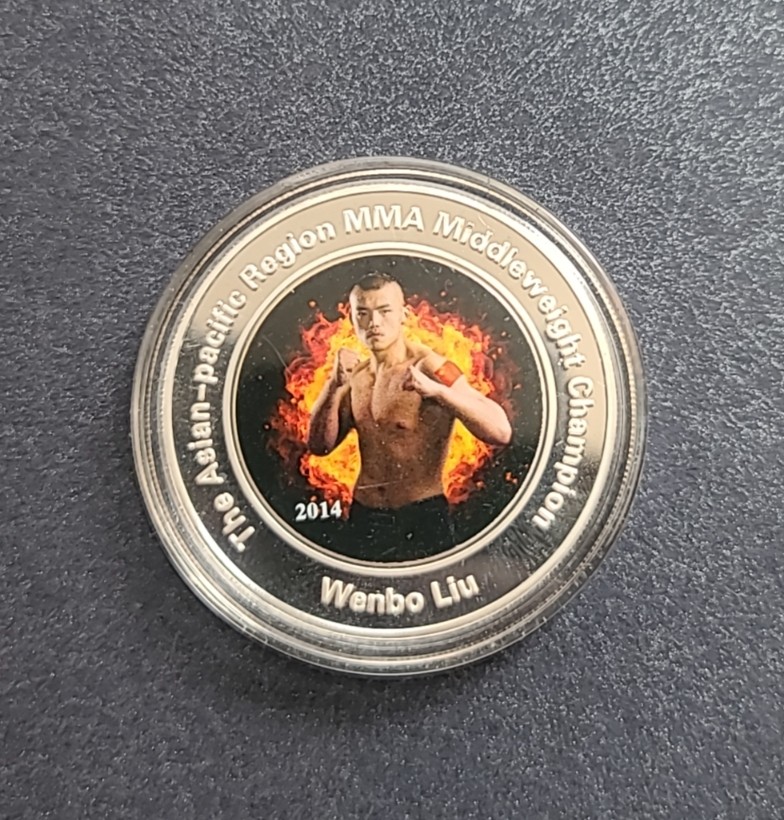 The Asian-pacific Region MMA Middleweight Champion
2014
Wenbo Liu